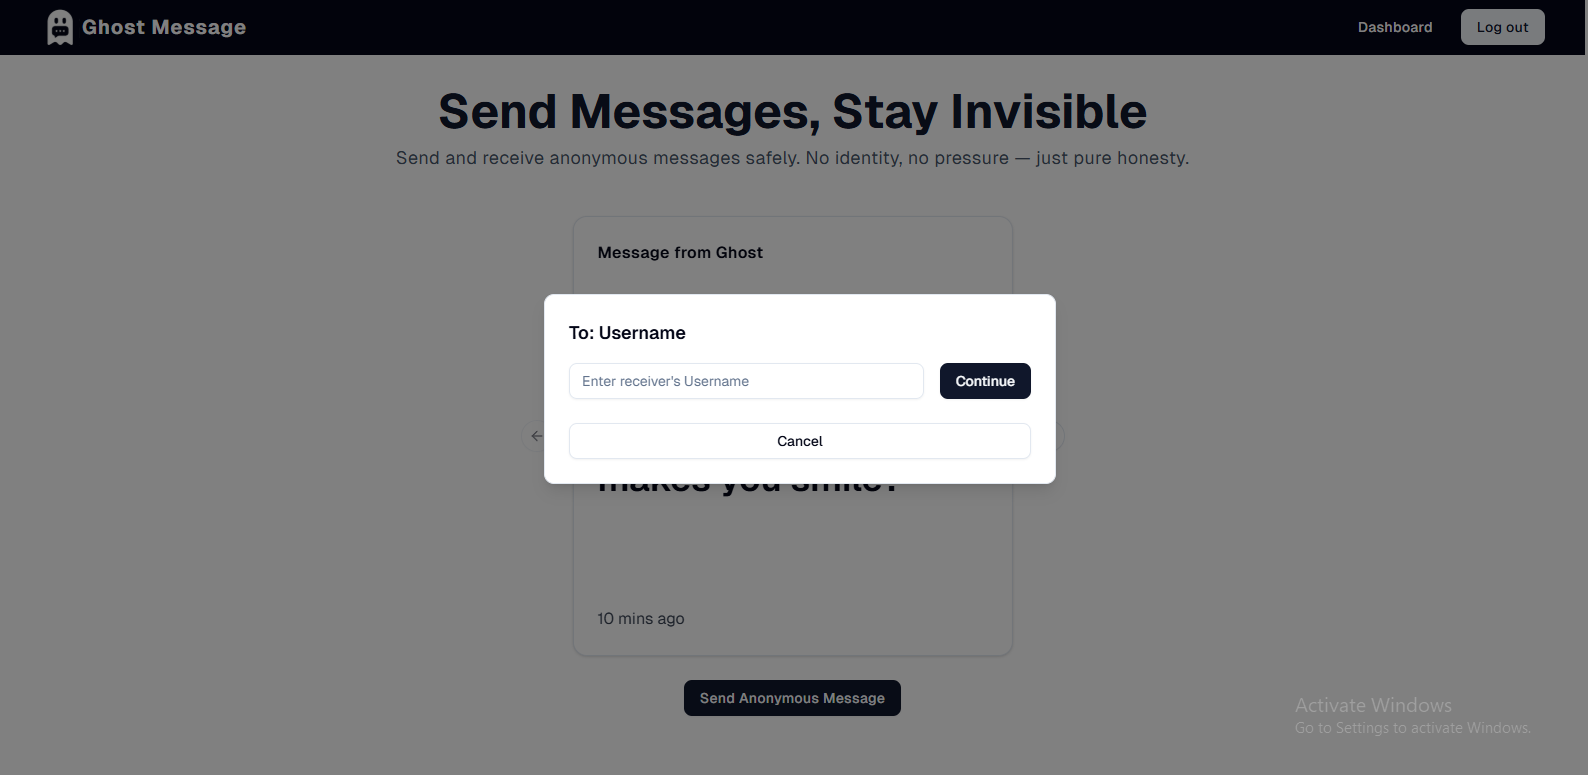 Ghost Message
Dashboard
Log out
Send Messages, Stay Invisible
Send and receive anonymous messages safely. No identity, no pressure — just pure honesty.
Message from Ghost
To: Username
Enter receiver's Username
Continue
Cancel
makes you smile?
10 mins ago
Send Anonymous Message
Activate Windows
Go to Settings to activate Windows.